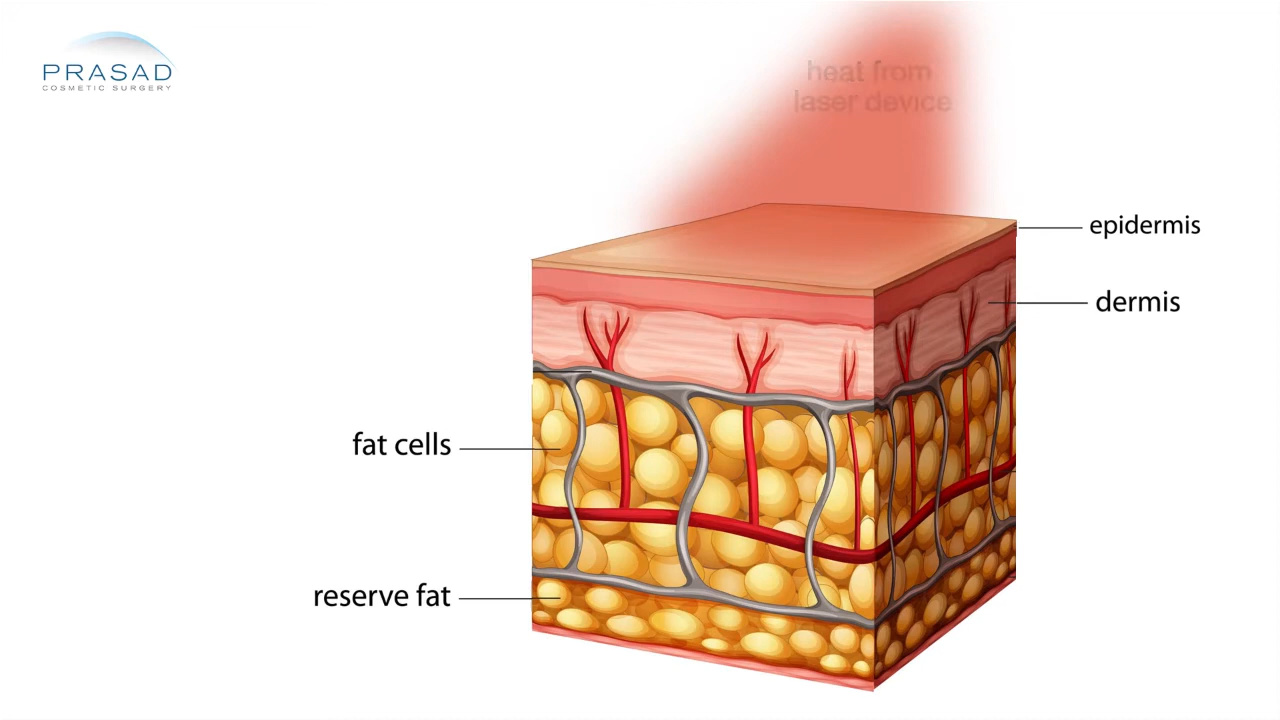 PRASAD
COSMETIC SURGERY
heat from
laser device
epidermis
dermis
fat cells
reserve fat